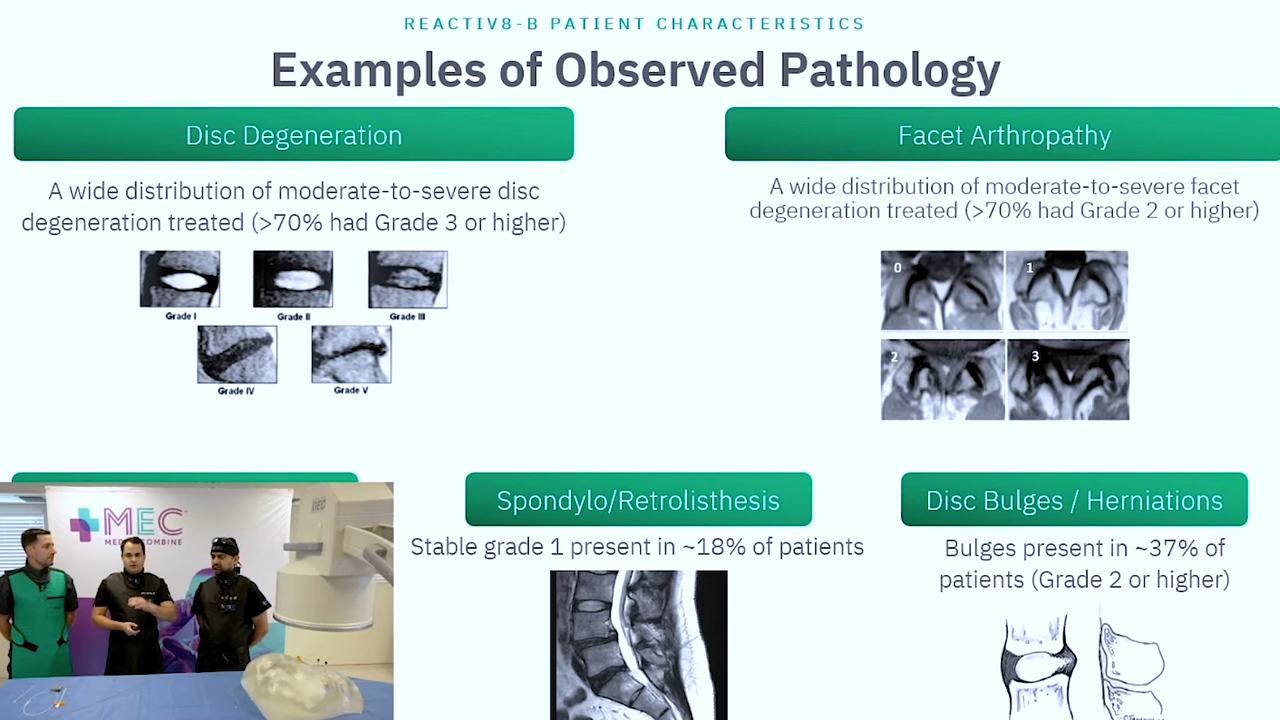 REACTIV8-B PATIENT CHARACTERISTICS
Examples of Observed Pathology
Disc Degeneration
A wide distribution of moderate-to-severe disc
degeneration treated (>70% had Grade 3 or higher)
Grade I
Grade II
Grade III
Grade IV
Grade V
Facet Arthropathy
A wide distribution of moderate-to-severe facet
degeneration treated (>70% had Grade 2 or higher)
0
1
2
3
Spondylo/Retrolisthesis
Stable grade 1 present in ~18% of patients
Disc Bulges / Herniations
Bulges present in ~37% of
patients (Grade 2 or higher)
MEC